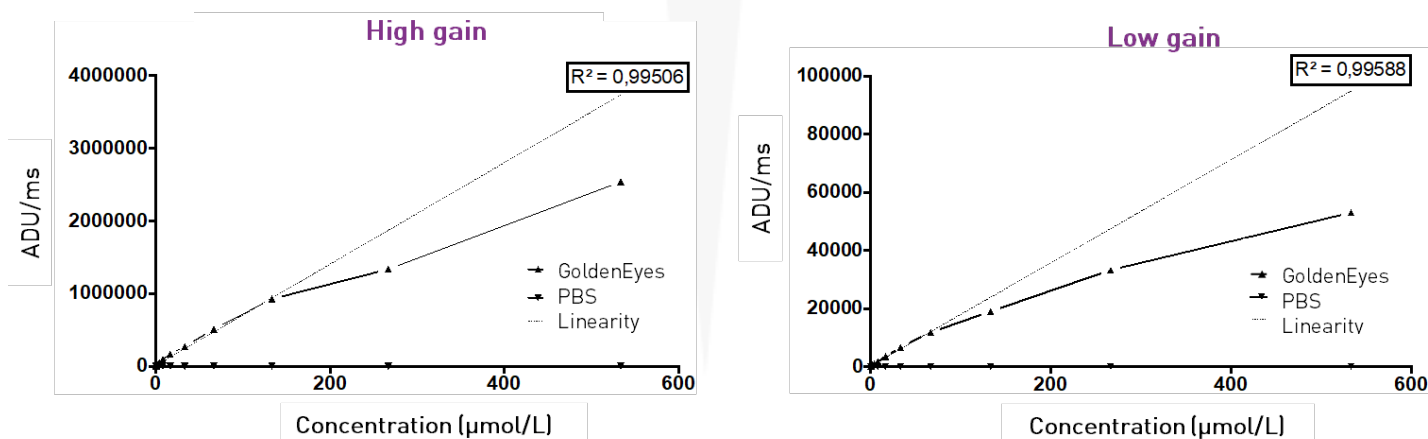 High gain
R² = 0,99506
4000000
3000000
2000000
1000000
0
ADU/ms
GoldenEyes
PBS
Linearity
0 200 400 600
Concentration (µmol/L)
Low gain
R² = 0,99588
100000
80000
60000
40000
20000
0
ADU/ms
GoldenEyes
PBS
Linearity
0 200 400 600
Concentration (µmol/L)